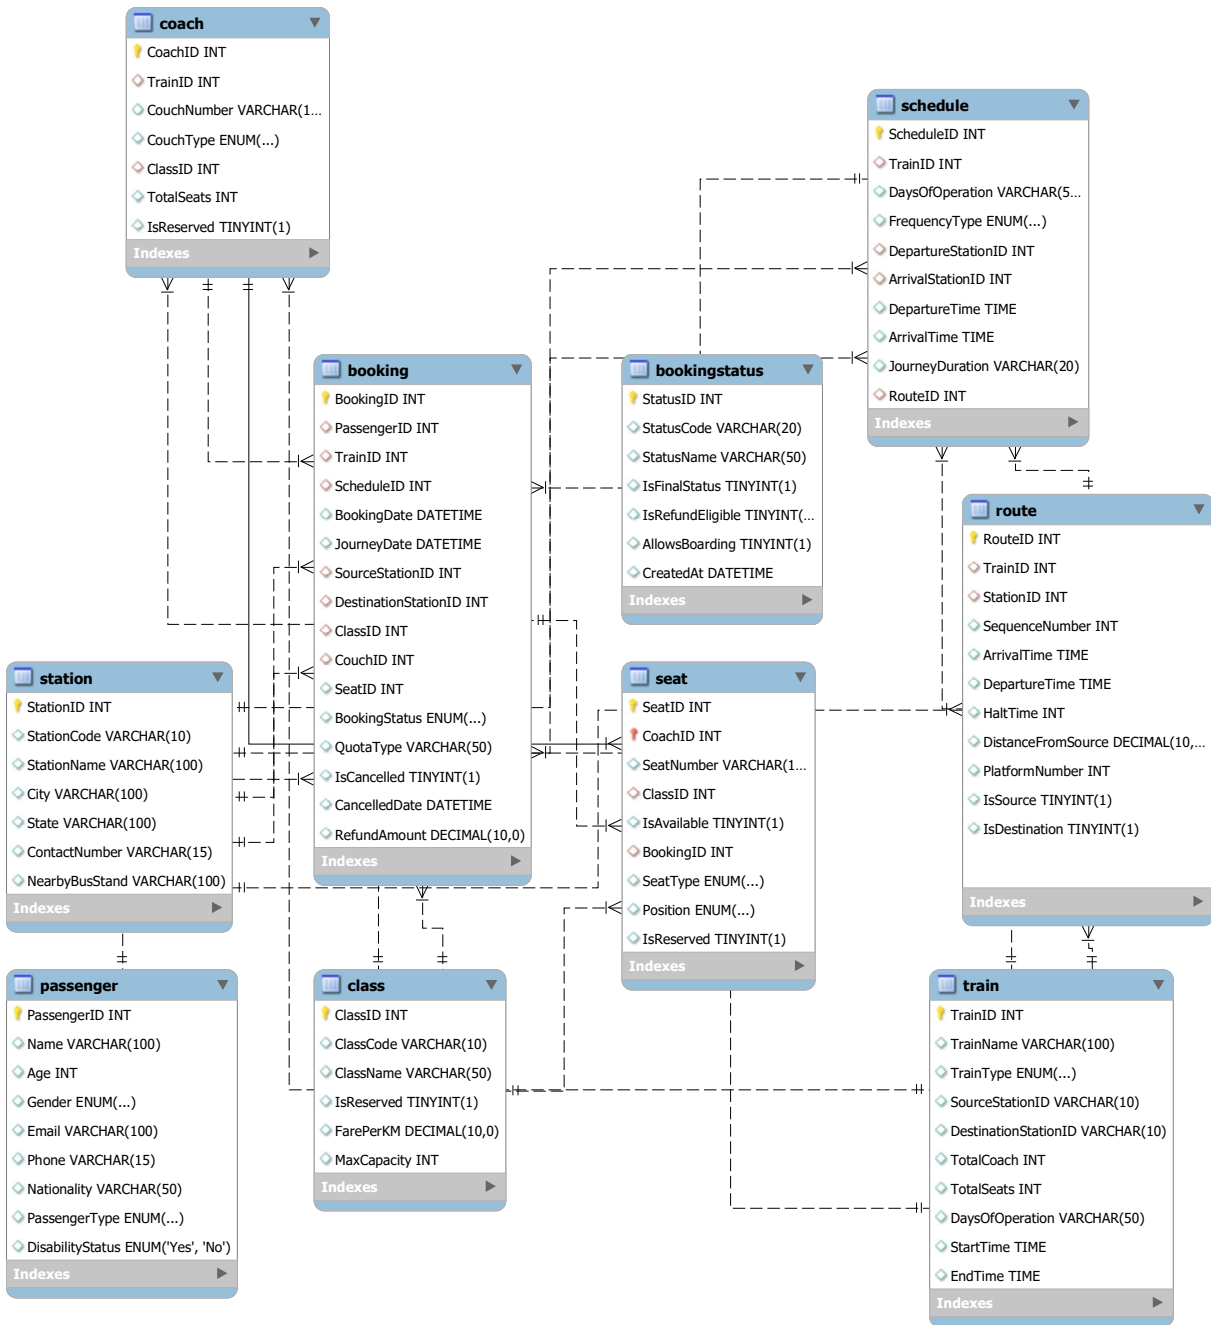 coach
CoachID INT
TrainID INT
CouchNumber VARCHAR(1...
CouchType ENUM(...)
ClassID INT
TotalSeats INT
IsReserved TINYINT(1)
Indexes
schedule
ScheduleID INT
TrainID INT
DaysOfOperation VARCHAR(5...
FrequencyType ENUM(...)
DepartureStationID INT
ArrivalStationID INT
DepartureTime TIME
ArrivalTime TIME
JourneyDuration VARCHAR(20)
RouteID INT
Indexes
booking
BookingID INT
PassengerID INT
TrainID INT
ScheduleID INT
BookingDate DATETIME
JourneyDate DATETIME
SourceStationID INT
DestinationStationID INT
ClassID INT
CouchID INT
SeatID INT
BookingStatus ENUM(...)
QuotaType VARCHAR(50)
IsCancelled TINYINT(1)
CancelledDate DATETIME
RefundAmount DECIMAL(10,0)
Indexes
bookingstatus
StatusID INT
StatusCode VARCHAR(20)
StatusName VARCHAR(50)
IsFinalStatus TINYINT(1)
IsRefundEligible TINYINT(...
AllowsBoarding TINYINT(1)
CreatedAt DATETIME
Indexes
route
RouteID INT
TrainID INT
StationID INT
SequenceNumber INT
ArrivalTime TIME
DepartureTime TIME
HaltTime INT
DistanceFromSource DECIMAL(10,...
PlatformNumber INT
IsSource TINYINT(1)
IsDestination TINYINT(1)
Indexes
station
StationID INT
StationCode VARCHAR(10)
StationName VARCHAR(100)
City VARCHAR(100)
State VARCHAR(100)
ContactNumber VARCHAR(15)
NearbyBusStand VARCHAR(100)
Indexes
seat
SeatID INT
CoachID INT
SeatNumber VARCHAR(1...
ClassID INT
IsAvailable TINYINT(1)
BookingID INT
SeatType ENUM(...)
Position ENUM(...)
IsReserved TINYINT(1)
Indexes
passenger
PassengerID INT
Name VARCHAR(100)
Age INT
Gender ENUM(...)
Email VARCHAR(100)
Phone VARCHAR(15)
Nationality VARCHAR(50)
PassengerType ENUM(...)
DisabilityStatus ENUM('Yes', 'No')
Indexes
class
ClassID INT
ClassCode VARCHAR(10)
ClassName VARCHAR(50)
IsReserved TINYINT(1)
FarePerKM DECIMAL(10,0)
MaxCapacity INT
Indexes
train
TrainID INT
TrainName VARCHAR(100)
TrainType ENUM(...)
SourceStationID VARCHAR(10)
DestinationStationID VARCHAR(10)
TotalCoach INT
TotalSeats INT
DaysOfOperation VARCHAR(50)
StartTime TIME
EndTime TIME
Indexes